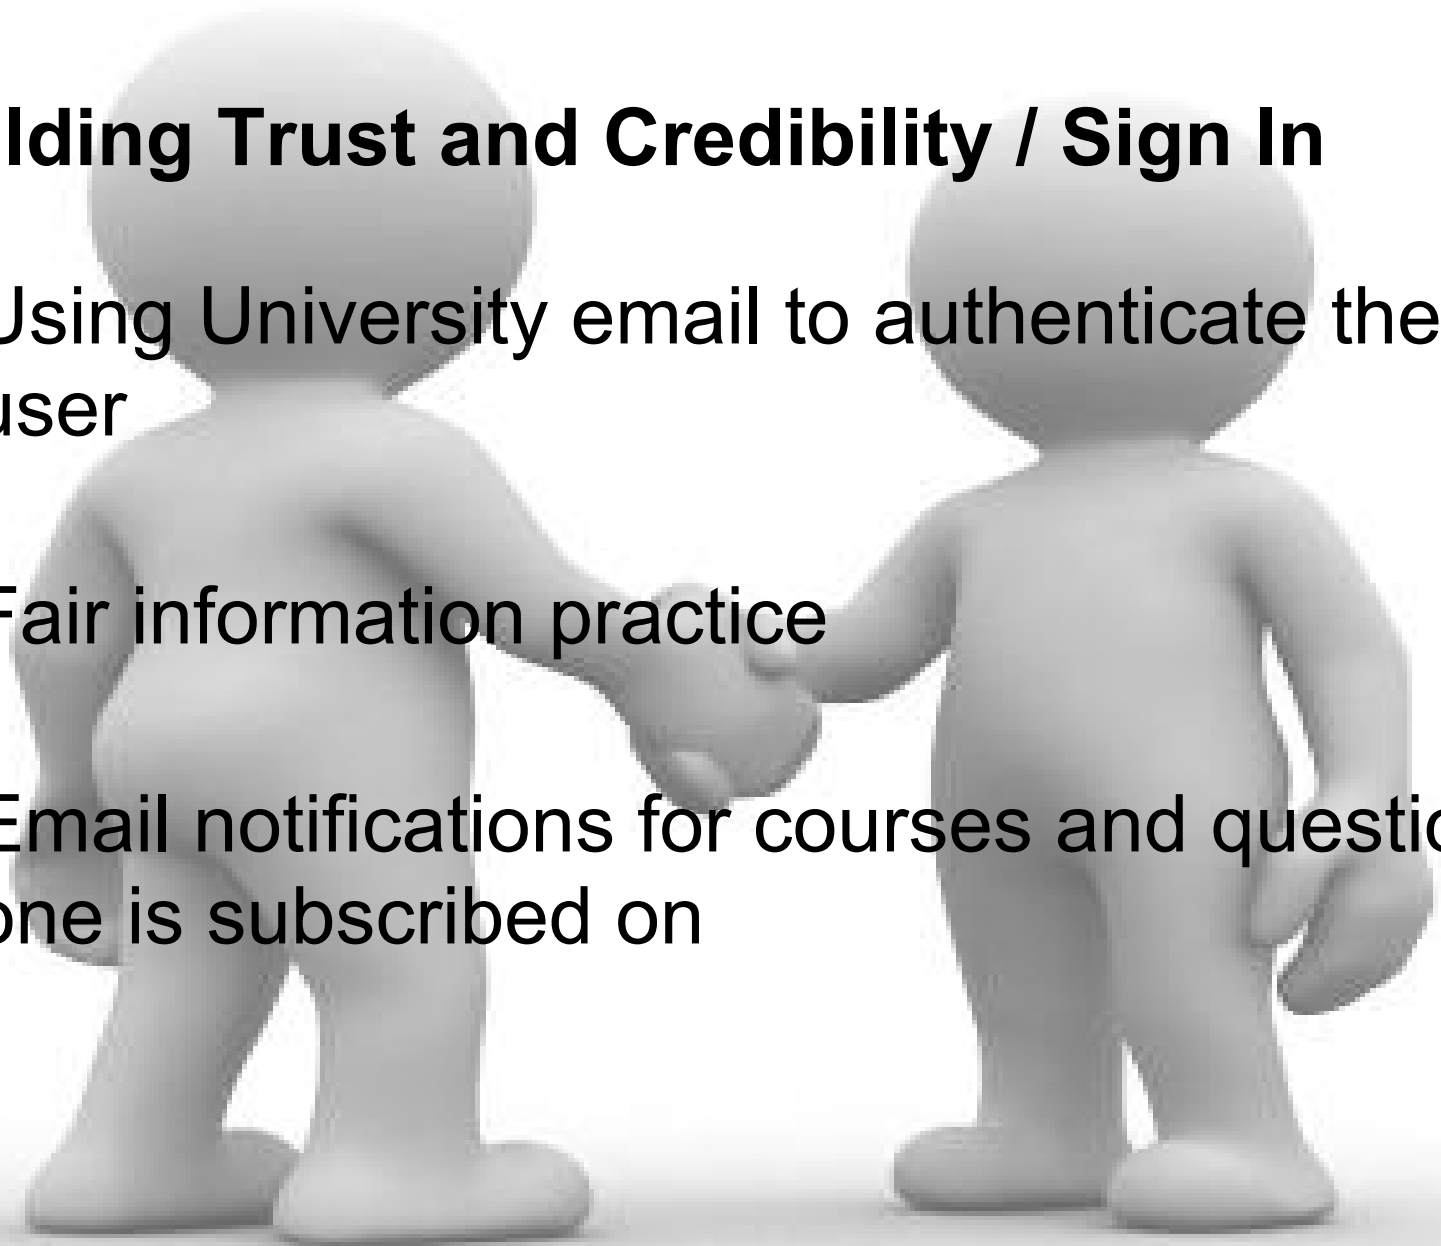 lding Trust and Credibility / Sign In
Using University email to authenticate the
user
Fair information practice
Email notifications for courses and questio
one is subscribed on